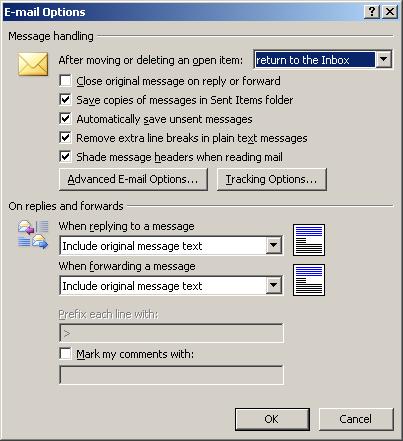 E-mail Options
Message handling
After moving or deleting an open item: return to the Inbox
Close original message on reply or forward
Save copies of messages in Sent Items folder
Automatically save unsent messages
Remove extra line breaks in plain text messages
Shade message headers when reading mail
Advanced E-mail Options... Tracking Options...
On replies and forwards
When replying to a message
Include original message text
When forwarding a message
Include original message text
Prefix each line with:
>
Mark my comments with:
OK Cancel